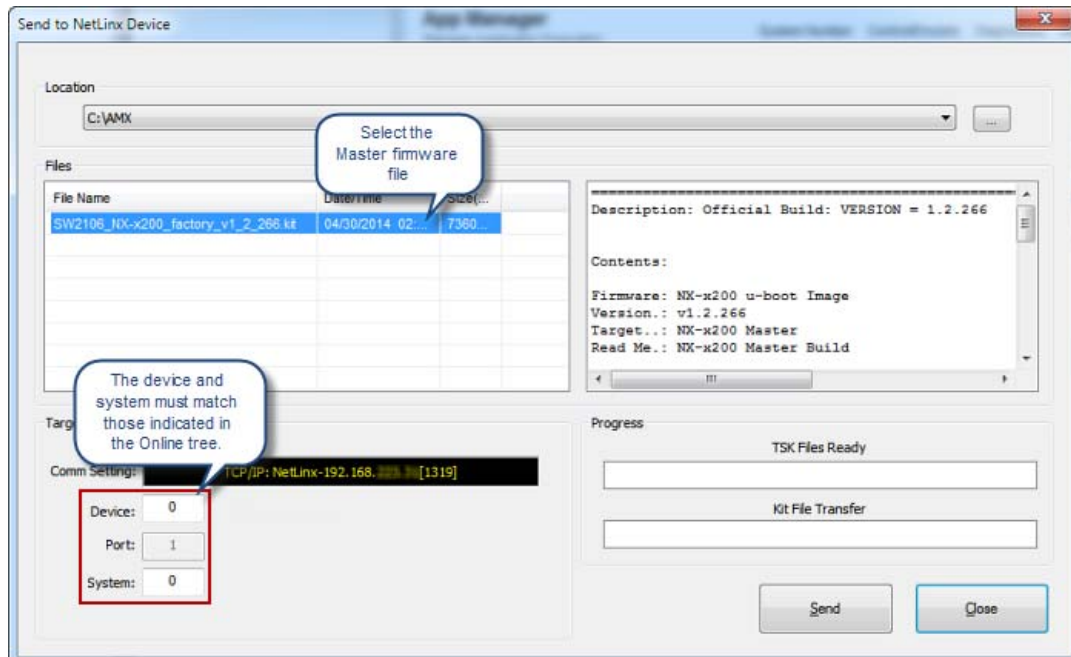 Send to NetLinx Device
App Manager
Location
C:\AMX
...
Select the
Master firmware
file
Files
File Name Date/Time Size(...
SW2106_NX-x200_factory_v1_2_266.kit 04/30/2014 02:... 7360...
Description: Official Build: VERSION = 1.2.266
Contents:
Firmware: NX-x200 u-boot Image
Version.: v1.2.266
Target..: NX-x200 Master
Read Me.: NX-x200 Master Build
The device and
system must match
those indicated in
the Online tree.
Targ
Comm Setting: TCP/IP: NetLinx-192.168. [1319]
Device: 0
Port: 1
System: 0
Progress
TSK Files Ready
Kit File Transfer
Send
Close